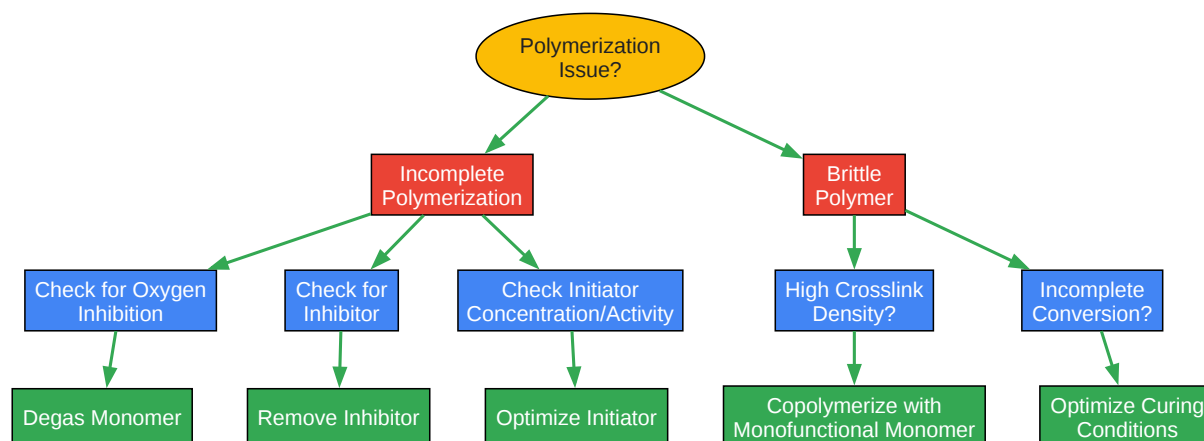 Polymerization
Issue?
Incomplete
Polymerization
Brittle
Polymer
Check for Oxygen
Inhibition
Check for
Inhibitor
Check Initiator
Concentration/Activity
High Crosslink
Density?
Incomplete
Conversion?
Degas Monomer
Remove Inhibitor
Optimize Initiator
Copolymerize with
Monofunctional Monomer
Optimize Curing
Conditions